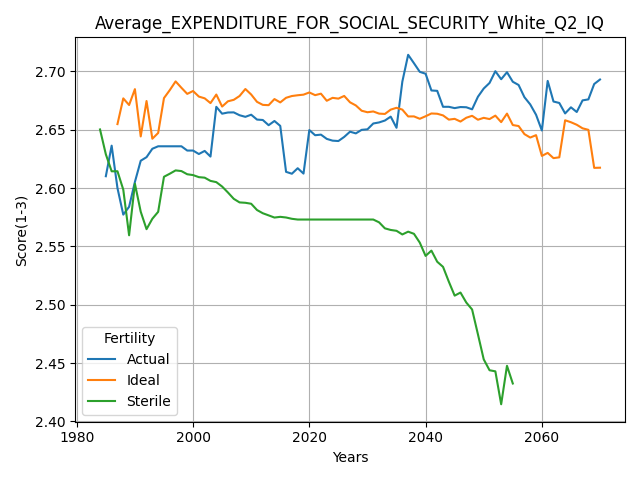 Average_EXPENDITURE_FOR_SOCIAL_SECURITY_White_Q2_IQ
Score(1-3)
2.70
2.65
2.60
2.55
2.50
2.45
2.40
Fertility
Actual
Ideal
Sterile
1980 2000 2020 2040 2060
Years